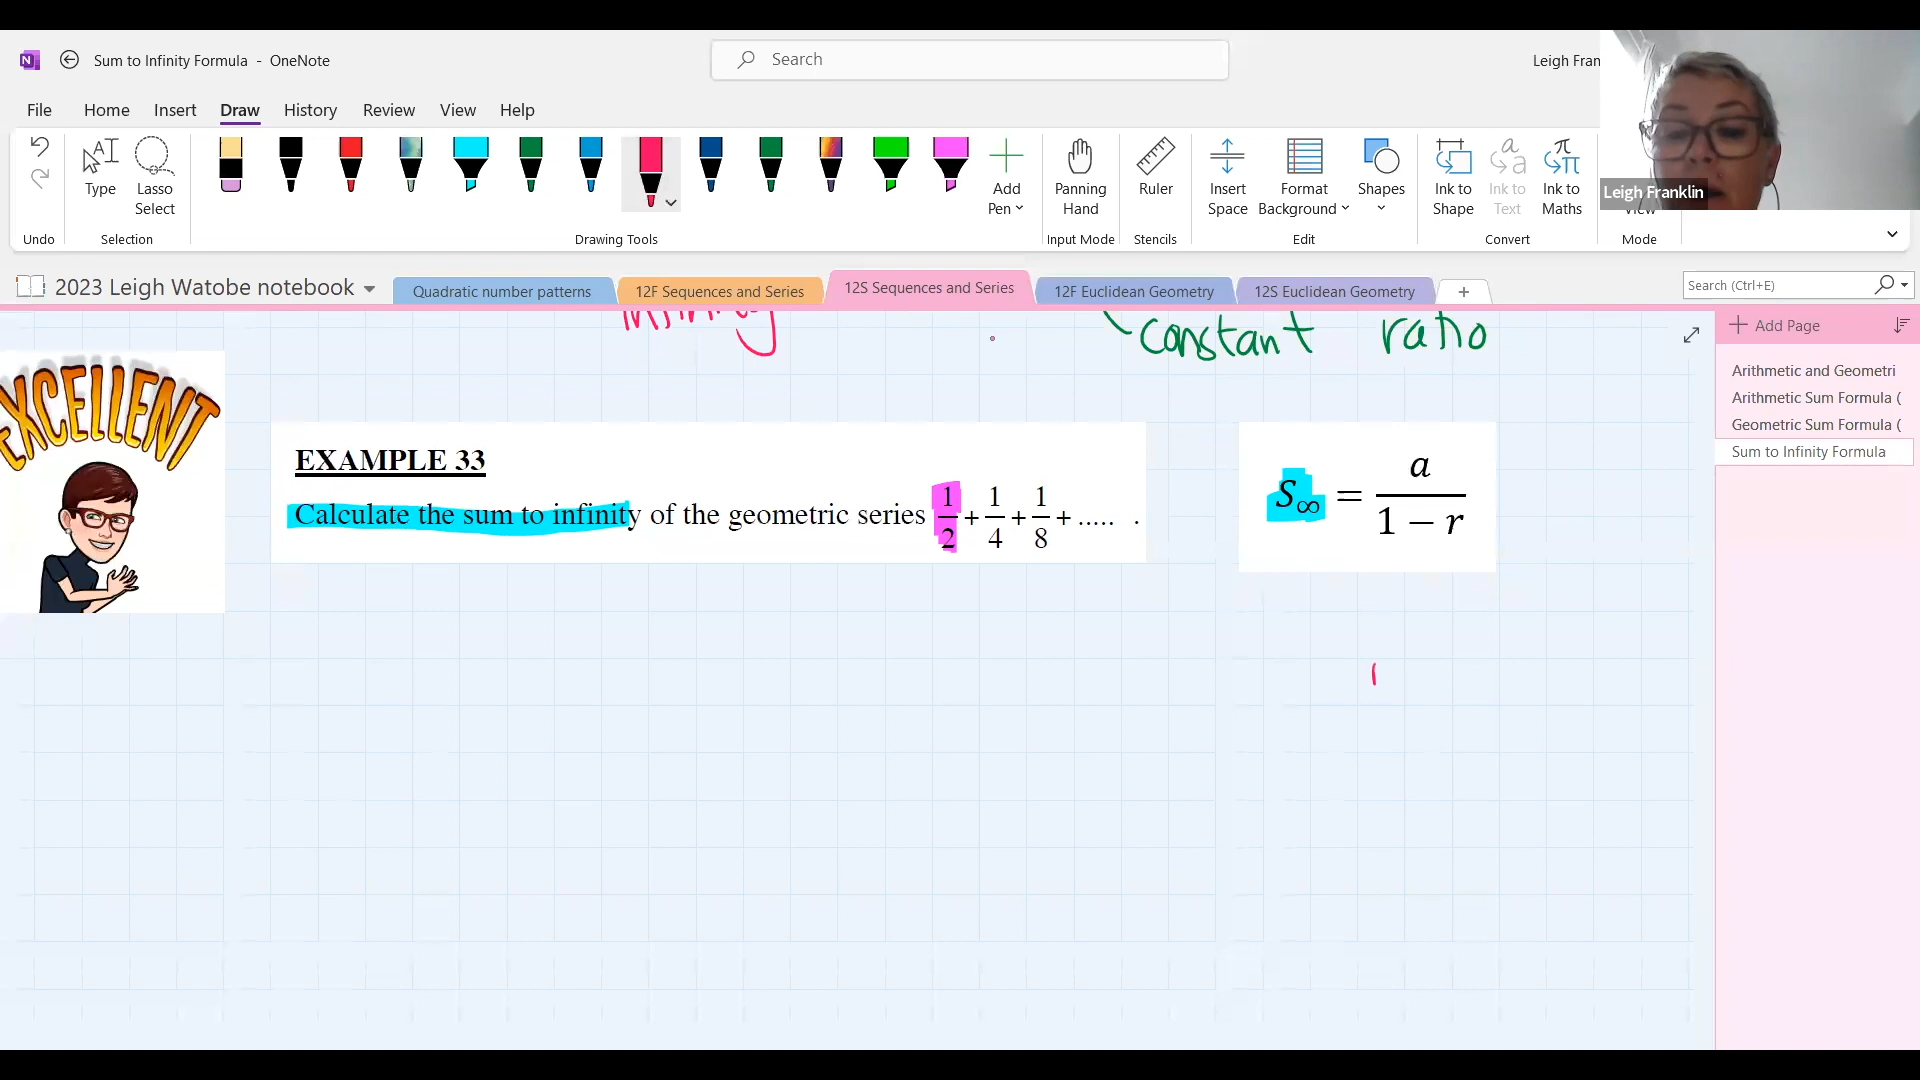 Sum to Infinity Formula - OneNote
Search
Leigh Fran
File Home Insert Draw History Review View Help
Undo
Type
Lasso Select
Selection
Drawing Tools
Add Pen
Panning Hand
Input Mode
Ruler
Stencils
Insert Space
Format Background
Shapes
Edit
Ink to Shape
Ink to Text
Ink to Maths
Convert
View
Mode
Leigh Franklin
2023 Leigh Watobe notebook
Quadratic number patterns
12F Sequences and Series
12S Sequences and Series
12F Euclidean Geometry
12S Euclidean Geometry
+
Search (Ctrl+E)
Add Page
Arithmetic and Geometri
Arithmetic Sum Formula (
Geometric Sum Formula (
Sum to Infinity Formula
infinity
constant ratio
EXCELLENT
EXAMPLE 33
Calculate the sum to infinity of the geometric series 1/2 + 1/4 + 1/8 + ..... .
S∞ = a/(1 − r)